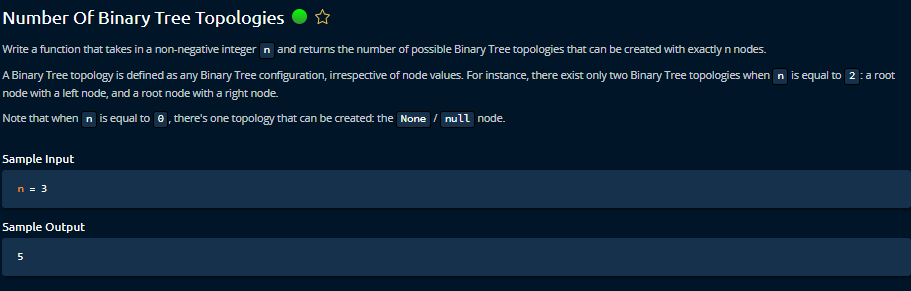 Number Of Binary Tree Topologies
Write a function that takes in a non-negative integer n and returns the number of possible Binary Tree topologies that can be created with exactly n nodes.
A Binary Tree topology is defined as any Binary Tree configuration, irrespective of node values. For instance, there exist only two Binary Tree topologies when n is equal to 2 : a root
node with a left node, and a root node with a right node.
Note that when n is equal to 0 , there's one topology that can be created: the None / null node.
Sample Input
n = 3
Sample Output
5